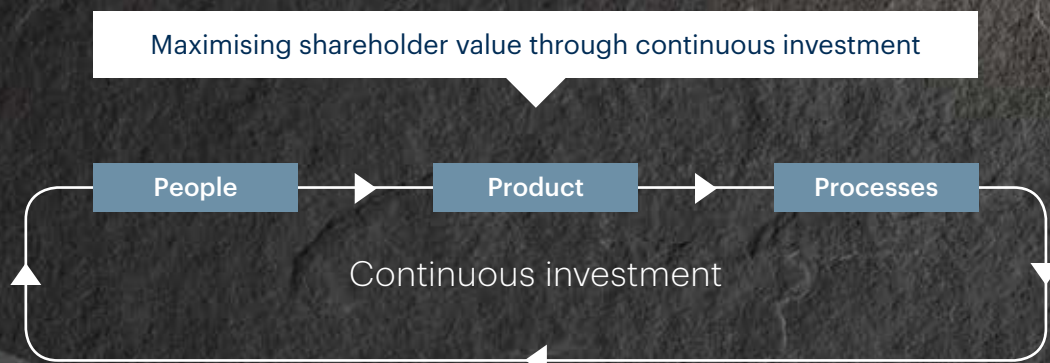 Maximising shareholder value through continuous investment
People
Product
Processes
Continuous investment